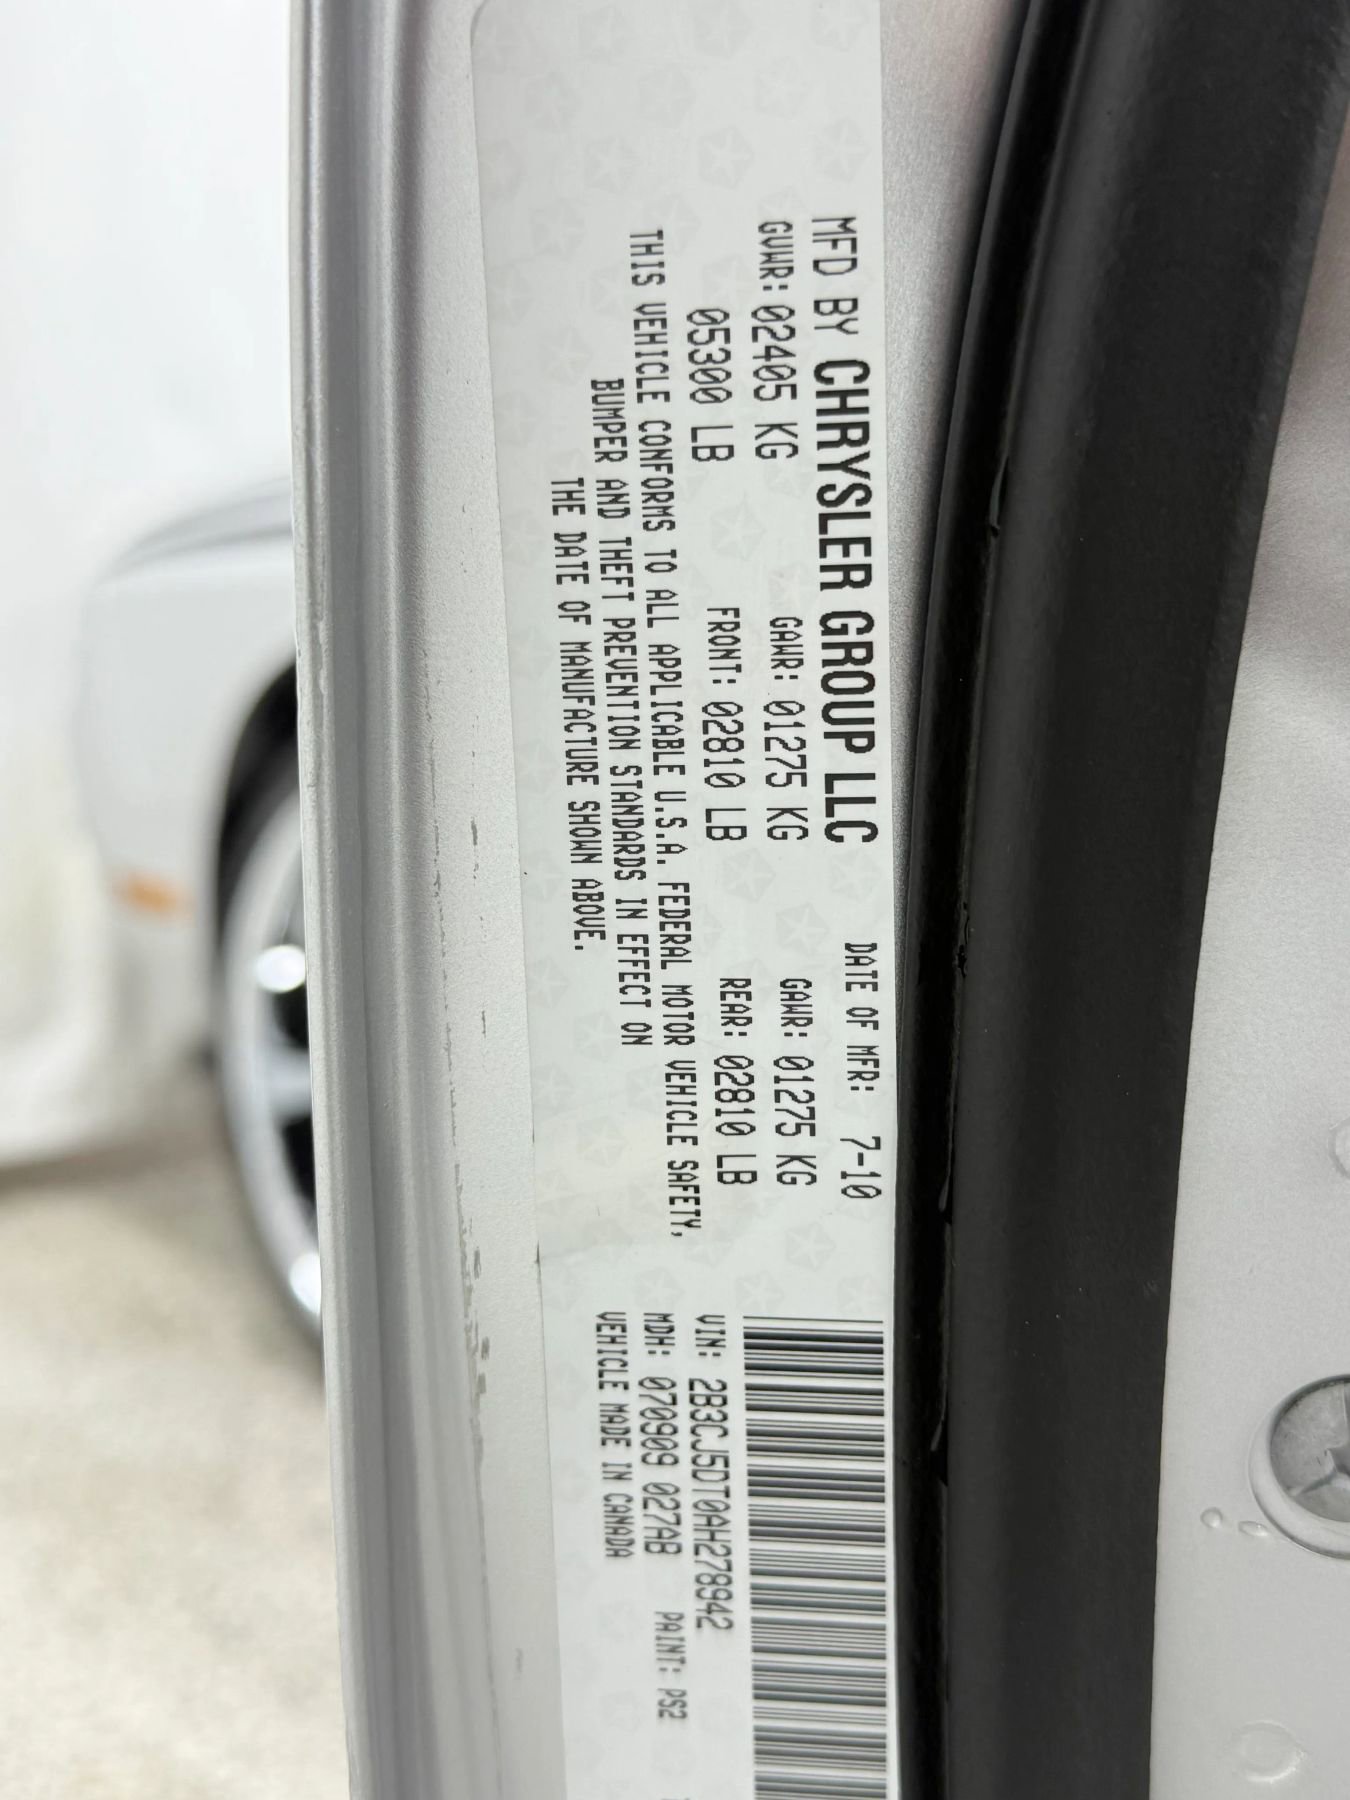 MFD BY CHRYSLER GROUP LLC
DATE OF MFR: 7-10
GVWR: 02405 KG GAWR: 01275 KG GAWR: 01275 KG
05300 LB FRONT: 02810 LB REAR: 02810 LB
THIS VEHICLE CONFORMS TO ALL APPLICABLE U.S.A. FEDERAL MOTOR VEHICLE SAFETY,
BUMPER AND THEFT PREVENTION STANDARDS IN EFFECT ON
THE DATE OF MANUFACTURE SHOWN ABOVE.
VIN: 2B3CJ5DT0AH278942
MDH: 070909 027AB PAINT: PS2
VEHICLE MADE IN CANADA